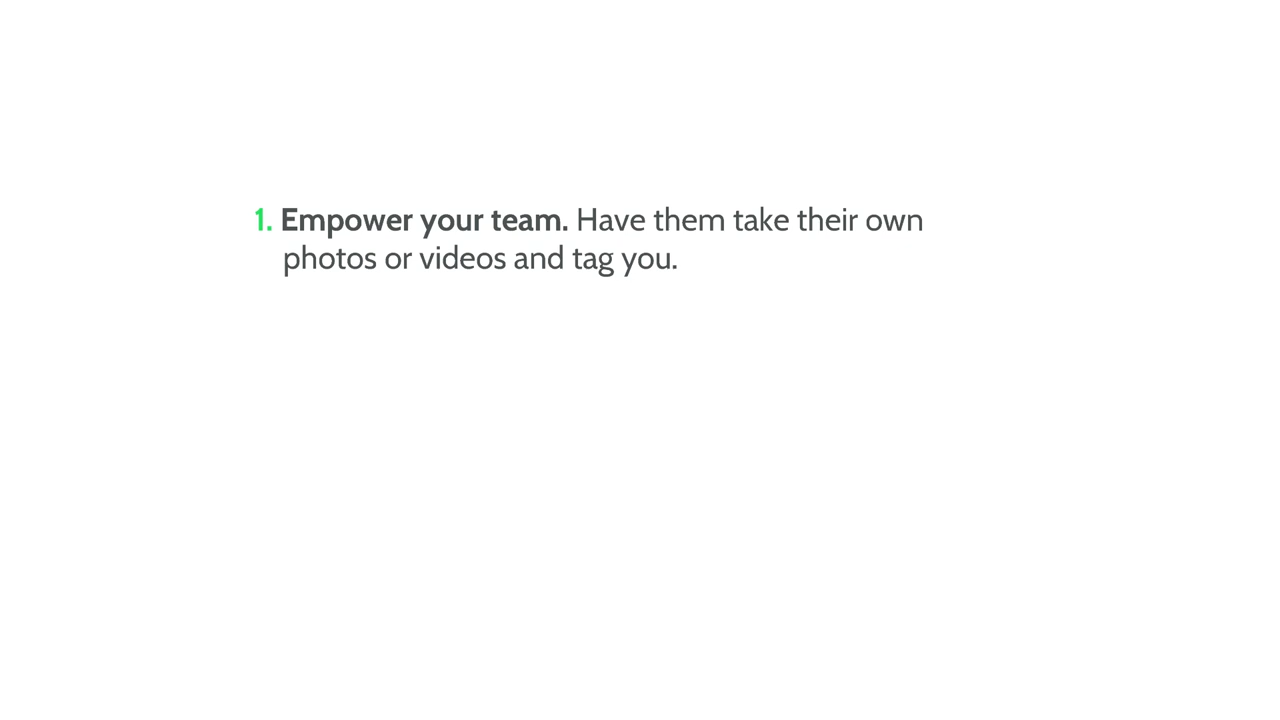 1. Empower your team. Have them take their own
photos or videos and tag you.